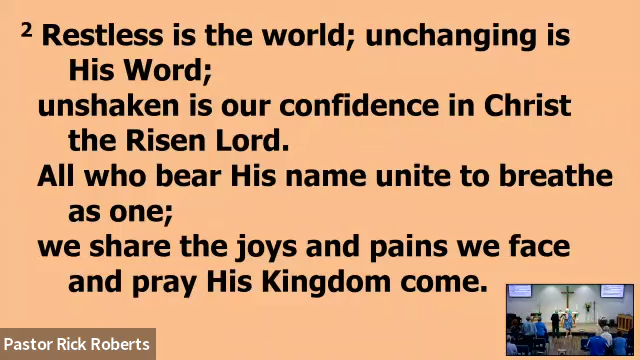 2 Restless is the world; unchanging is
His Word;
unshaken is our confidence in Christ
the Risen Lord.
All who bear His name unite to breathe
as one;
we share the joys and pains we face
and pray His Kingdom come.
Pastor Rick Roberts